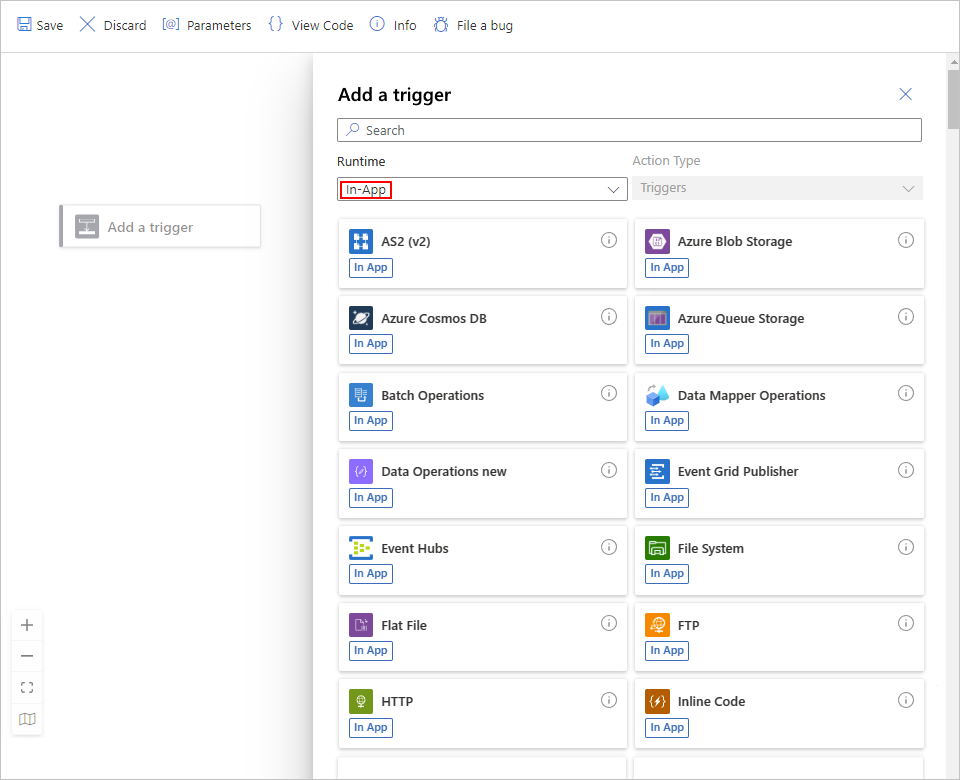 Save Discard Parameters View Code Info File a bug
Add a trigger
Add a trigger
Search
Runtime Action Type
In-App Triggers
AS2 (v2) Azure Blob Storage
In App In App
Azure Cosmos DB Azure Queue Storage
In App In App
Batch Operations Data Mapper Operations
In App In App
Data Operations new Event Grid Publisher
In App In App
Event Hubs File System
In App In App
Flat File FTP
In App In App
HTTP Inline Code
In App In App